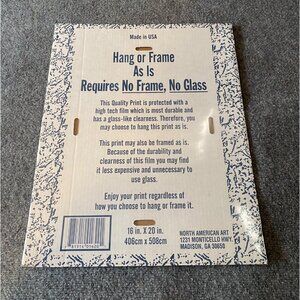 Made in USA
Hang or Frame
As Is
Requires No Frame, No Glass
This Quality Print is protected with a
high tech film which is most durable and
has a glass-like clearness. Therefore, you
may choose to hang this print as is.
This print may also be framed as is.
Because of the durability and
clearness of this film you may find
it less expensive and unnecessary to
use glass.
Enjoy your print regardless of
how you choose to hang or frame it.
16 in. X 20 in.
406cm x 508cm
NORTH AMERICAN ART
1231 MONTICELLO HWY.
MADISON, GA 30650